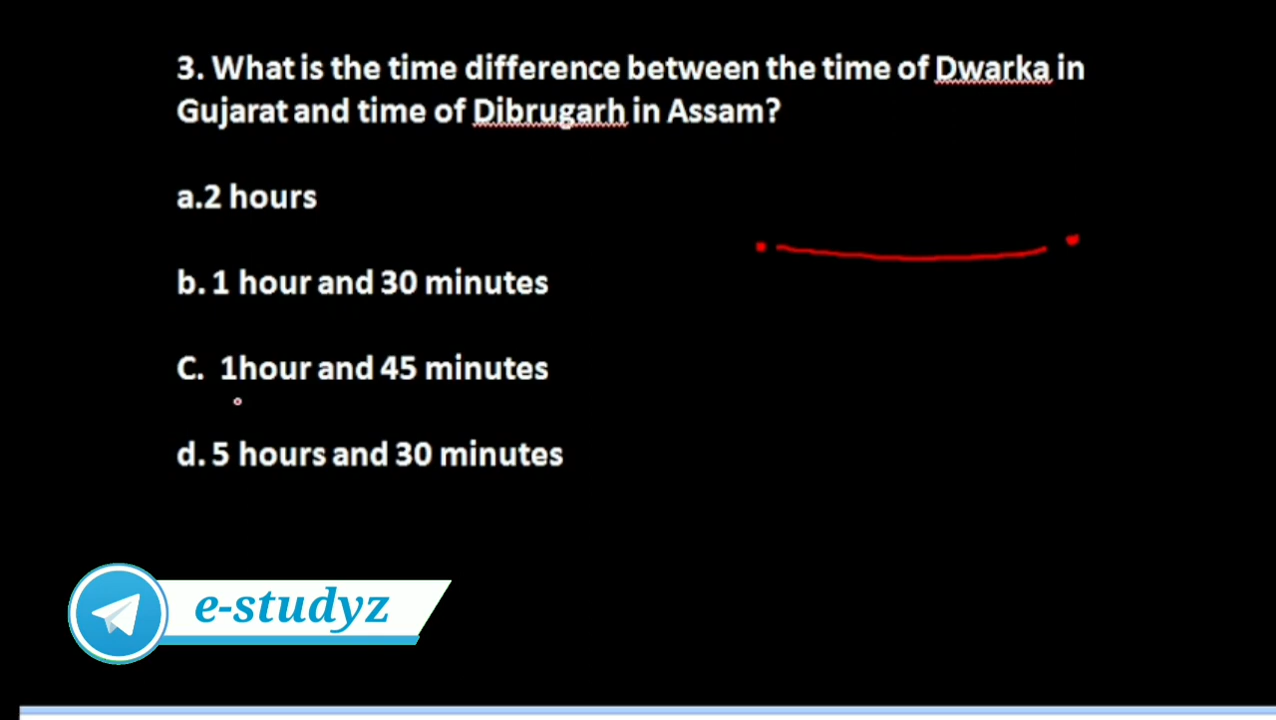 3. What is the time difference between the time of Dwarka in
Gujarat and time of Dibrugarh in Assam?
a.2 hours
b. 1 hour and 30 minutes
C. 1hour and 45 minutes
d. 5 hours and 30 minutes
e-studyz